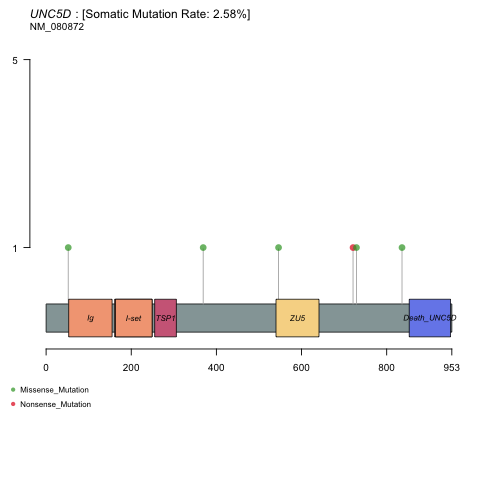 UNC5D : [Somatic Mutation Rate: 2.58%]
NM_080872
5
1
Ig I-set TSP1 ZU5 Death_UNC5D
0 200 400 600 800 953
Missense_Mutation
Nonsense_Mutation